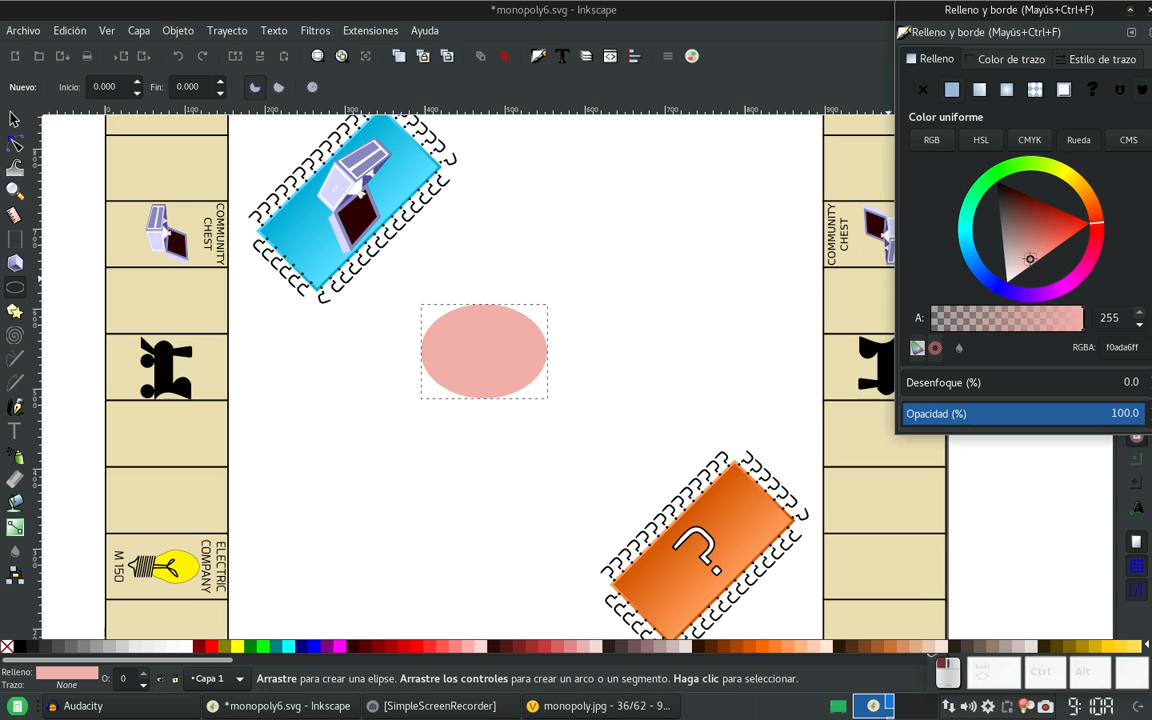 *monopoly6.svg - Inkscape
Relleno y borde (Mayús+Ctrl+F)
Archivo Edición Ver Capa Objeto Trayecto Texto Filtros Extensiones Ayuda
Relleno y borde (Mayús+Ctrl+F)
Relleno Color de trazo Estilo de trazo
Nuevo: Inicio: 0.000 Fin: 0.000
Color uniforme
RGB HSL CMYK Rueda CMS
A: 255
RGBA: f0ada6ff
Desenfoque (%) 0.0
Opacidad (%) 100.0
COMMUNITY
CHEST
COMMUNITY
CHEST
?
ELECTRIC
COMPANY
M 150
Relleno:
Trazo: None
O: 0
•Capa 1
Arrastre para crear una elipse. Arrastre los controles para crear un arco o un segmento. Haga clic para seleccionar.
Ctrl Alt
Audacity
*monopoly6.svg - Inkscape
[SimpleScreenRecorder]
monopoly.jpg - 36/62 - 9...